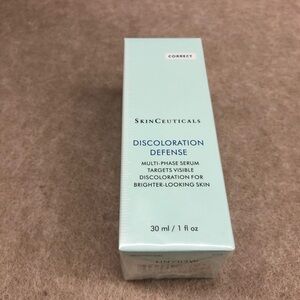 CORRECT
SKINCEUTICALS
DISCOLORATION
DEFENSE
MULTI-PHASE SERUM
TARGETS VISIBLE
DISCOLORATION FOR
BRIGHTER-LOOKING SKIN
30 ml / 1 fl oz